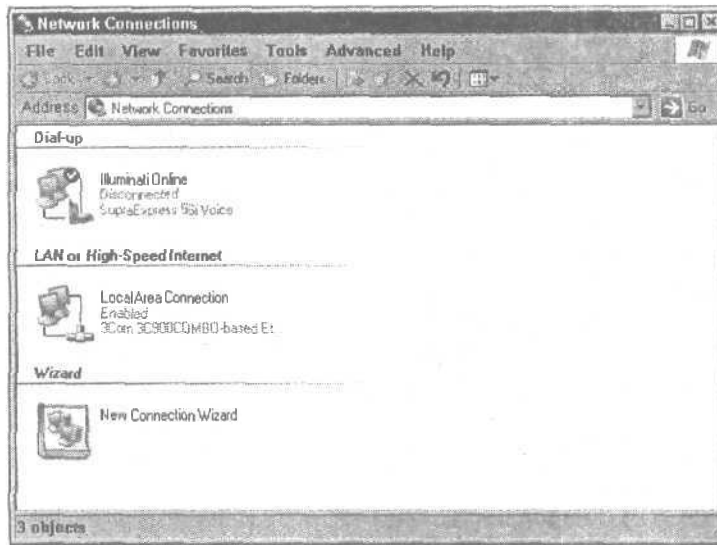 Network Connections
File Edit View Favorites Tools Advanced Help
Back Search Folders
Address Network Connections Go
Dial-up
Illuminati Online
Disconnected
SupraExpress 56i Voice
LAN or High-Speed Internet
Local Area Connection
Enabled
3Com 3C900COMBO-based Et...
Wizard
New Connection Wizard
3 objects